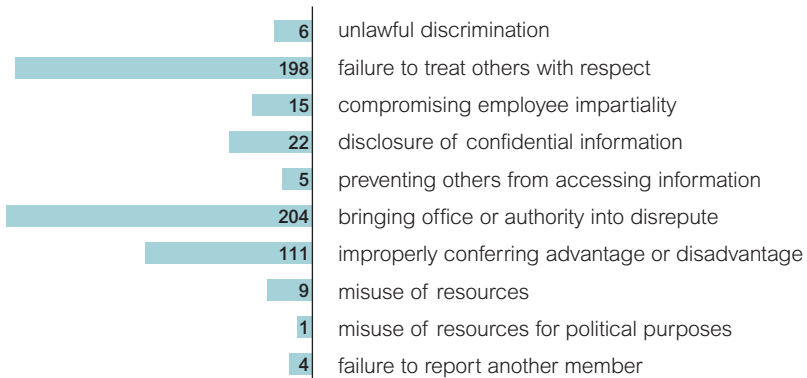 6 unlawful discrimination
198 failure to treat others with respect
15 compromising employee impartiality
22 disclosure of confidential information
5 preventing others from accessing information
204 bringing office or authority into disrepute
111 improperly conferring advantage or disadvantage
9 misuse of resources
1 misuse of resources for political purposes
4 failure to report another member